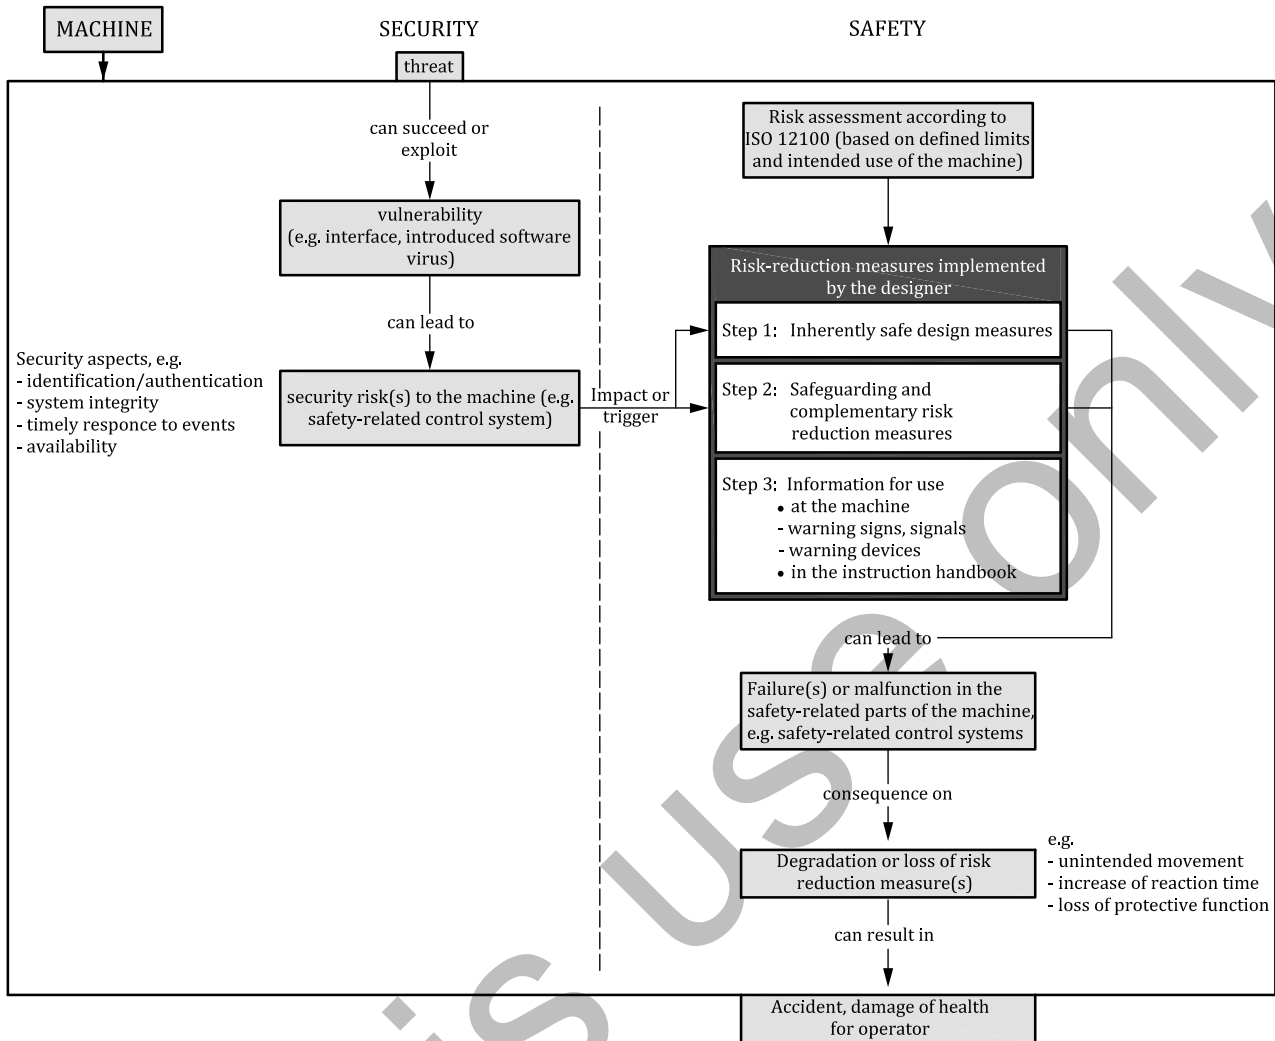 MACHINE
SECURITY
SAFETY
threat
can succeed or
exploit
vulnerability
(e.g. interface, introduced software
virus)
can lead to
Security aspects, e.g.
- identification/authentication
- system integrity
- timely responce to events
- availability
security risk(s) to the machine (e.g.
safety-related control system)
Impact or
trigger
Risk assessment according to
ISO 12100 (based on defined limits
and intended use of the machine)
Risk-reduction measures implemented
by the designer
Step 1: Inherently safe design measures
Step 2: Safeguarding and
complementary risk
reduction measures
Step 3: Information for use
• at the machine
- warning signs, signals
- warning devices
• in the instruction handbook
can lead to
Failure(s) or malfunction in the
safety-related parts of the machine,
e.g. safety-related control systems
consequence on
Degradation or loss of risk
reduction measure(s)
e.g.
- unintended movement
- increase of reaction time
- loss of protective function
can result in
Accident, damage of health
for operator
is use only